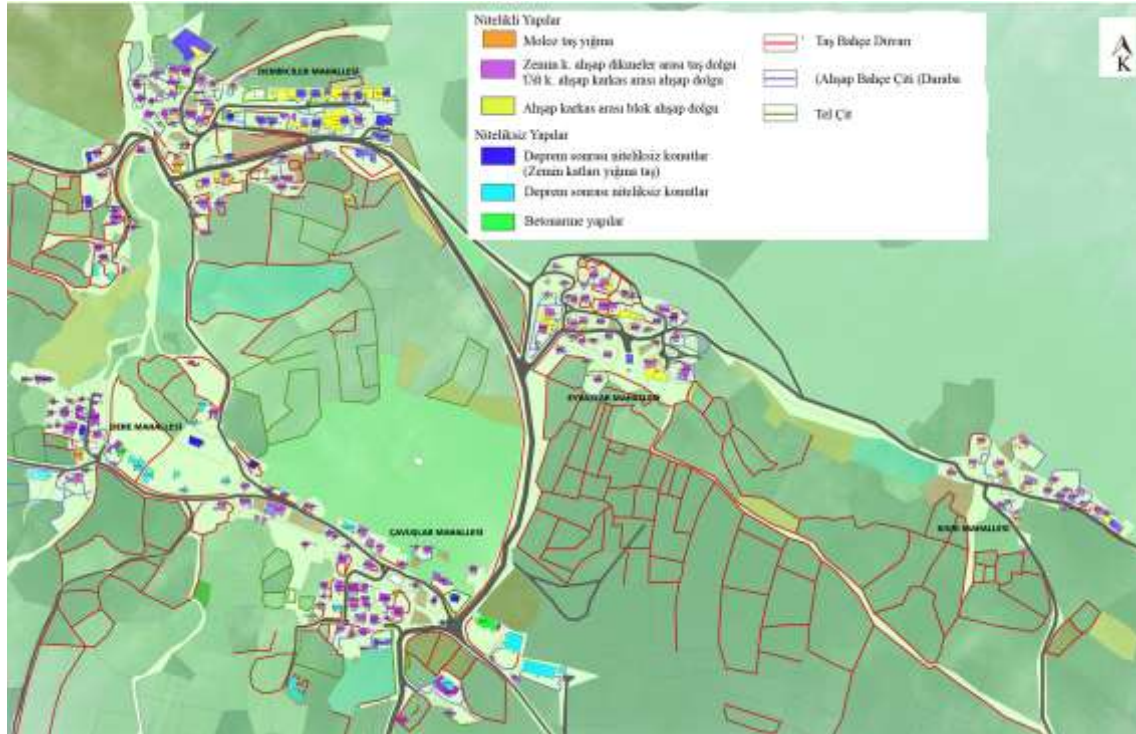 Nitelikli Yapılar
Moloz taş yığma
Zemin k. ahşap dikmeler arası taş dolgu
Üst k. ahşap karkas arası ahşap dolgu
Ahşap karkas arası blok ahşap dolgu
Niteliksiz Yapılar
Deprem sonrası niteliksiz konutlar
(Zemin katları yığma taş)
Deprem sonrası niteliksiz konutlar
Betonarme yapılar
Taş Bahçe Duvarı
(Ahşap Bahçe Çiti (Daraba
Tel Çit
K
DEMİRCİLER MAHALLESİ
DERE MAHALLESİ
ÇAVUŞLAR MAHALLESİ
MAHALLESİ
MAHALLESİ